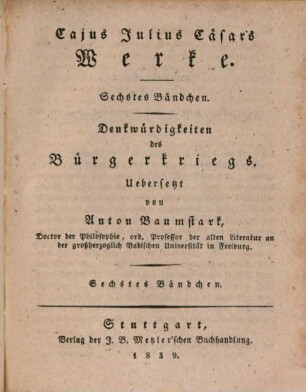 Cajus Julius Cäsar's
Werke.
Sechstes Bändchen.
Denkwürdigkeiten
des
Bürgerkriegs.
Uebersetzt
von
Anton Baumstark,
Doctor der Philosophie, ord. Professor der alten Literatur an
der großherzoglich Badischen Universität in Freiburg.
Sechstes Bändchen.
Stuttgart,
Verlag der J. B. Metzler'schen Buchhandlung.
1839.